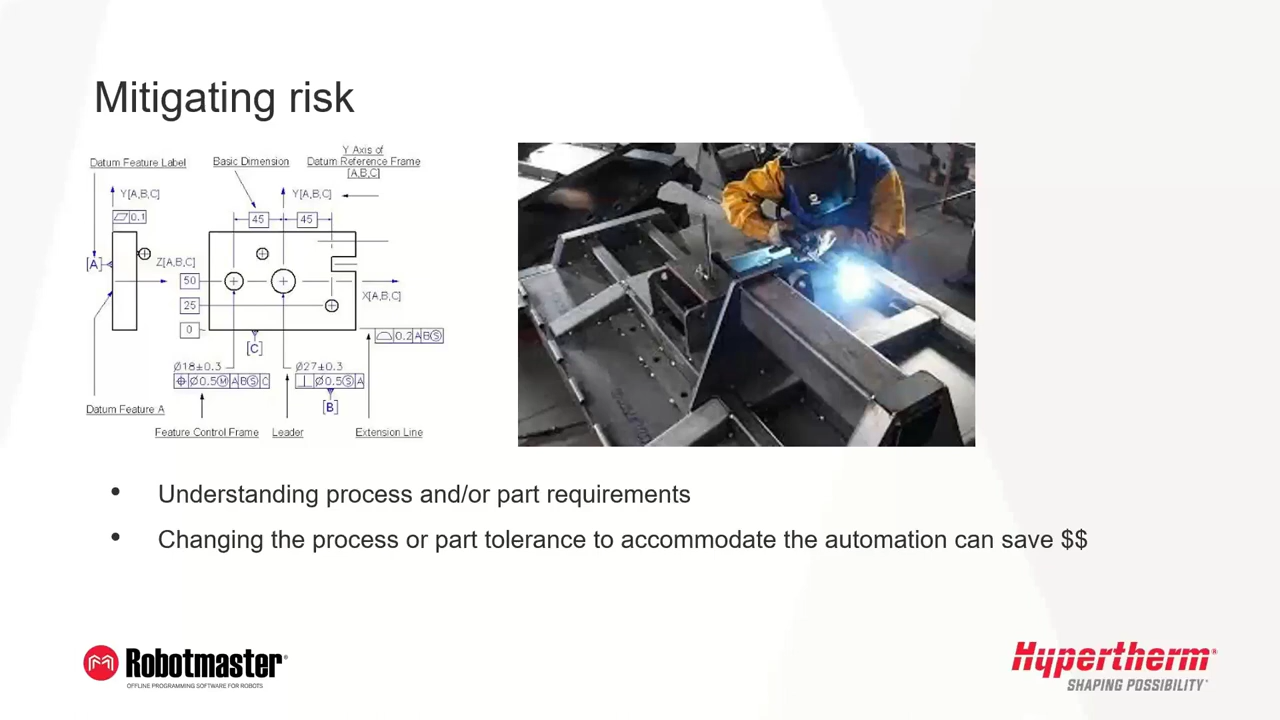 Mitigating risk
Y Axis of
Datum Feature Label
Basic Dimension
Datum Reference Frame
[A,B,C]
Y[A,B,C]
Y[A,B,C]
0.1
45
45
[A]
Z[A,B,C]
50
X[A,B,C]
25
0
0.2 A B Ⓢ
[C]
Ø18±0.3
Ø27±0.3
⌖ Ø0.5Ⓜ A B Ⓢ C
⊥ Ø0.5Ⓢ A
[B]
Datum Feature A
Feature Control Frame
Leader
Extension Line
• Understanding process and/or part requirements
• Changing the process or part tolerance to accommodate the automation can save $$
Robotmaster®
OFFLINE PROGRAMMING SOFTWARE FOR ROBOTS
Hypertherm®
SHAPING POSSIBILITY®